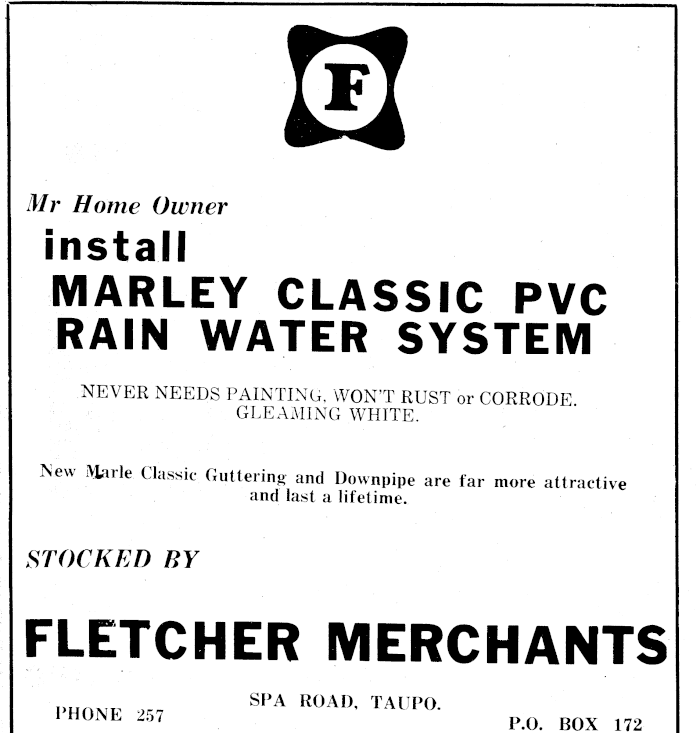 F
Mr Home Owner
install
MARLEY CLASSIC PVC
RAIN WATER SYSTEM
NEVER NEEDS PAINTING, WON'T RUST or CORRODE.
GLEAMING WHITE.
New Marle Classic Guttering and Downpipe are far more attractive
and last a lifetime.
STOCKED BY
FLETCHER MERCHANTS
SPA ROAD, TAUPO.
PHONE 257
P.O. BOX 172